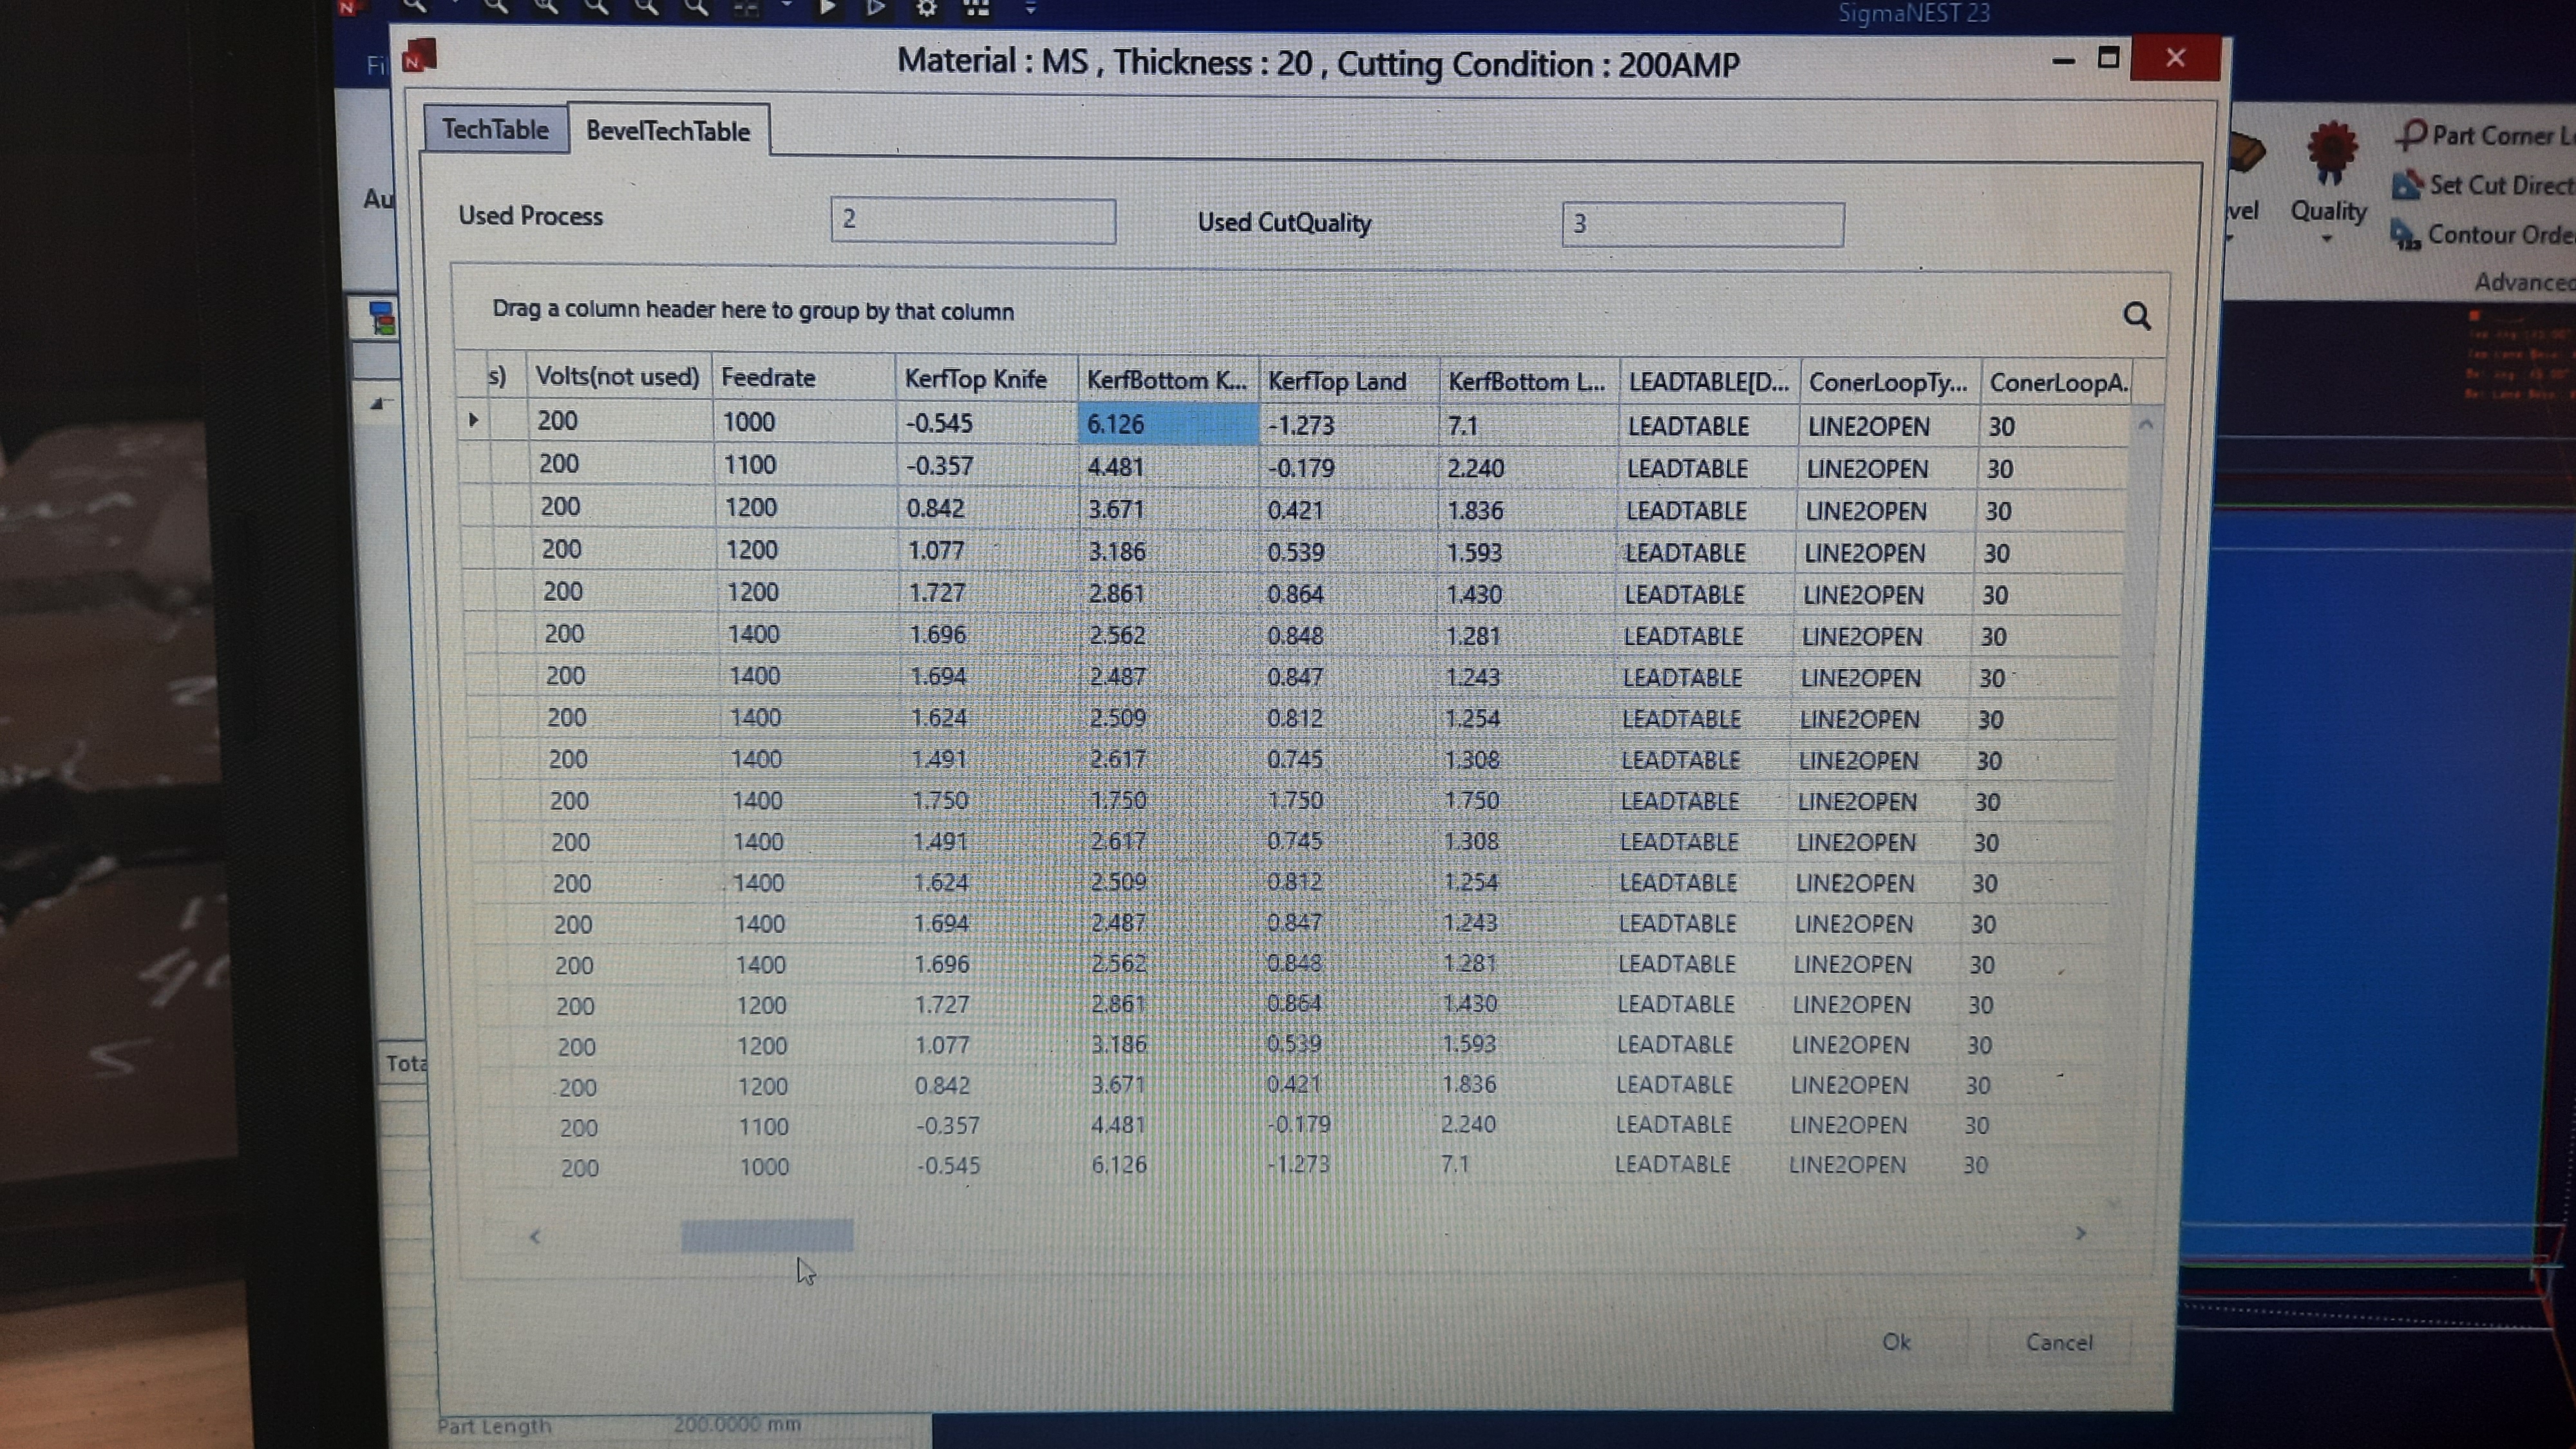 SigmaNEST 23
Fil
Material : MS , Thickness : 20 , Cutting Condition : 200AMP
TechTable BevelTechTable
Part Corner L
Au
Set Cut Direct
Used Process 2 Used CutQuality 3
vel Quality
Contour Orde
Advanced
Drag a column header here to group by that column
s) Volts(not used) Feedrate KerfTop Knife KerfBottom K... KerfTop Land KerfBottom L... LEADTABLE[D... ConerLoopTy... ConerLoopA.
200 1000 -0.545 6.126 -1.273 7.1 LEADTABLE LINE2OPEN 30
200 1100 -0.357 4.481 -0.179 2.240 LEADTABLE LINE2OPEN 30
200 1200 0.842 3.671 0.421 1.836 LEADTABLE LINE2OPEN 30
200 1200 1.077 3.186 0.539 1.593 LEADTABLE LINE2OPEN 30
200 1200 1.727 2.861 0.864 1.430 LEADTABLE LINE2OPEN 30
200 1400 1.696 2.562 0.848 1.281 LEADTABLE LINE2OPEN 30
200 1400 1.694 2.487 0.847 1.243 LEADTABLE LINE2OPEN 30
200 1400 1.624 2.509 0.812 1.254 LEADTABLE LINE2OPEN 30
200 1400 1.491 2.617 0.745 1.308 LEADTABLE LINE2OPEN 30
200 1400 1.750 1.750 1.750 1.750 LEADTABLE LINE2OPEN 30
200 1400 1.491 2.617 0.745 1.308 LEADTABLE LINE2OPEN 30
200 1400 1.624 2.509 0.812 1.254 LEADTABLE LINE2OPEN 30
200 1400 1.694 2.487 0.847 1.243 LEADTABLE LINE2OPEN 30
200 1400 1.696 2.562 0.848 1.281 LEADTABLE LINE2OPEN 30
200 1200 1.727 2.861 0.864 1.430 LEADTABLE LINE2OPEN 30
200 1200 1.077 3.186 0.539 1.593 LEADTABLE LINE2OPEN 30
Tota
200 1200 0.842 3.671 0.421 1.836 LEADTABLE LINE2OPEN 30
200 1100 -0.357 4.481 -0.179 2.240 LEADTABLE LINE2OPEN 30
200 1000 -0.545 6.126 -1.273 7.1 LEADTABLE LINE2OPEN 30
Ok Cancel
Part Length 200.0000 mm